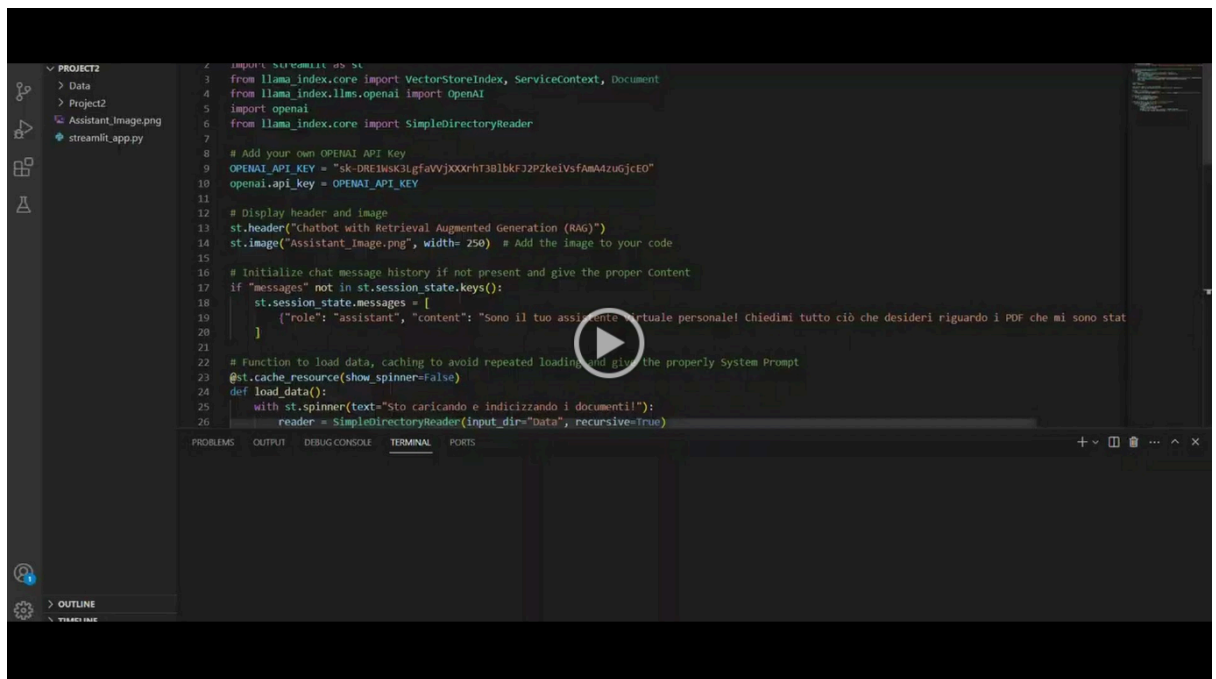 PROJECT2
Data
Project2
Assistant_Image.png
streamlit_app.py
OUTLINE
TIMELINE
2 import streamlit as st
3 from llama_index.core import VectorStoreIndex, ServiceContext, Document
4 from llama_index.llms.openai import OpenAI
5 import openai
6 from llama_index.core import SimpleDirectoryReader
7
8 # Add your own OPENAI API Key
9 OPENAI_API_KEY =
10 openai.api_key = OPENAI_API_KEY
11
12 # Display header and image
13 st.header("Chatbot with Retrieval Augmented Generation (RAG)")
14 st.image("Assistant_Image.png", width= 250) # Add the image to your code
15
16 # Initialize chat message history if not present and give the proper Content
17 if "messages" not in st.session_state.keys():
18 st.session_state.messages = [
19 {"role": "assistant", "content": "Sono il tuo assistente virtuale personale! Chiedimi tutto ciò che desideri riguardo i PDF che mi sono stat
20 ]
21
22 # Function to load data, caching to avoid repeated loading and give the properly System Prompt
23 @st.cache_resource(show_spinner=False)
24 def load_data():
25 with st.spinner(text="Sto caricando e indicizzando i documenti!"):
26 reader = SimpleDirectoryReader(input_dir="Data", recursive=True)
PROBLEMS OUTPUT DEBUG CONSOLE TERMINAL PORTS
1